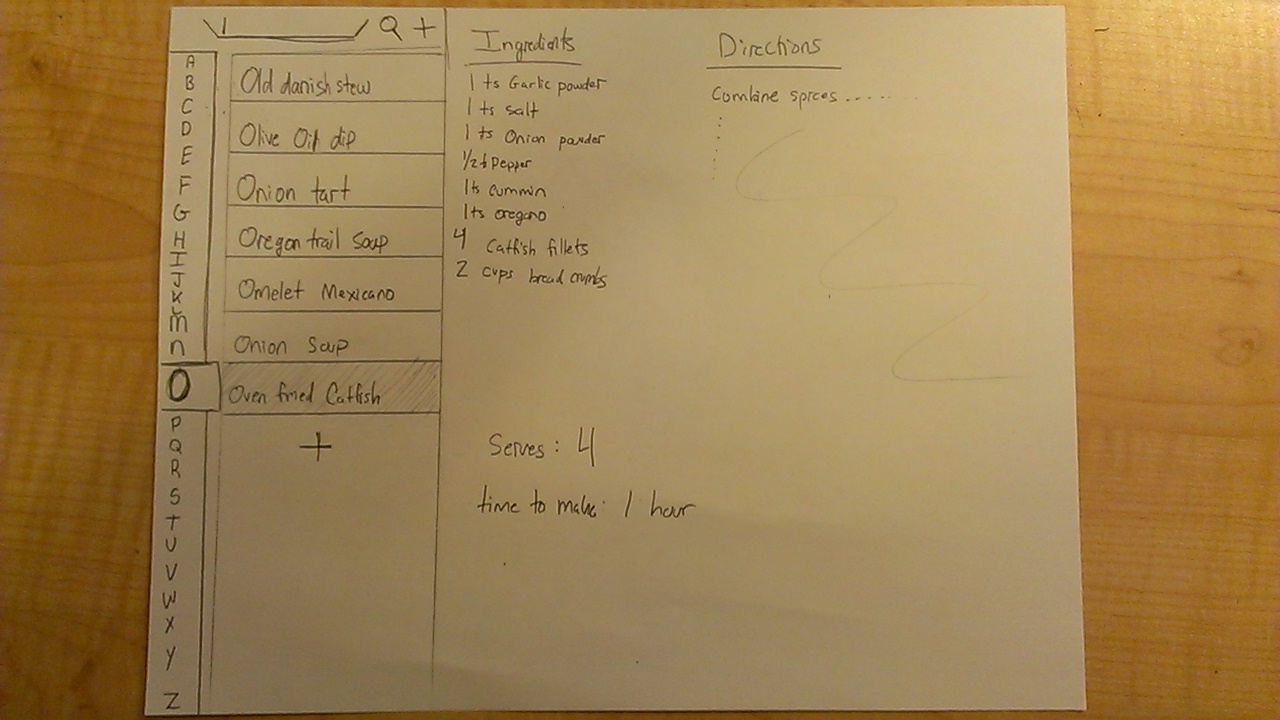 Q +
A
B
C
D
E
F
G
H
I
J
K
m
n
O
P
Q
R
S
T
U
V
W
X
Y
Z
Old danish stew
Olive Oil dip
Onion tart
Oregon trail Soup
Omelet Mexicano
Onion Soup
Oven fried Catfish
+
Ingredients
1 ts Garlic powder
1 ts salt
1 ts Onion powder
1/2 t Pepper
1 ts cummin
1 ts oregano
4 Catfish fillets
2 cups bread crumbs
Serves: 4
time to make: 1 hour
Directions
Combine spices.....